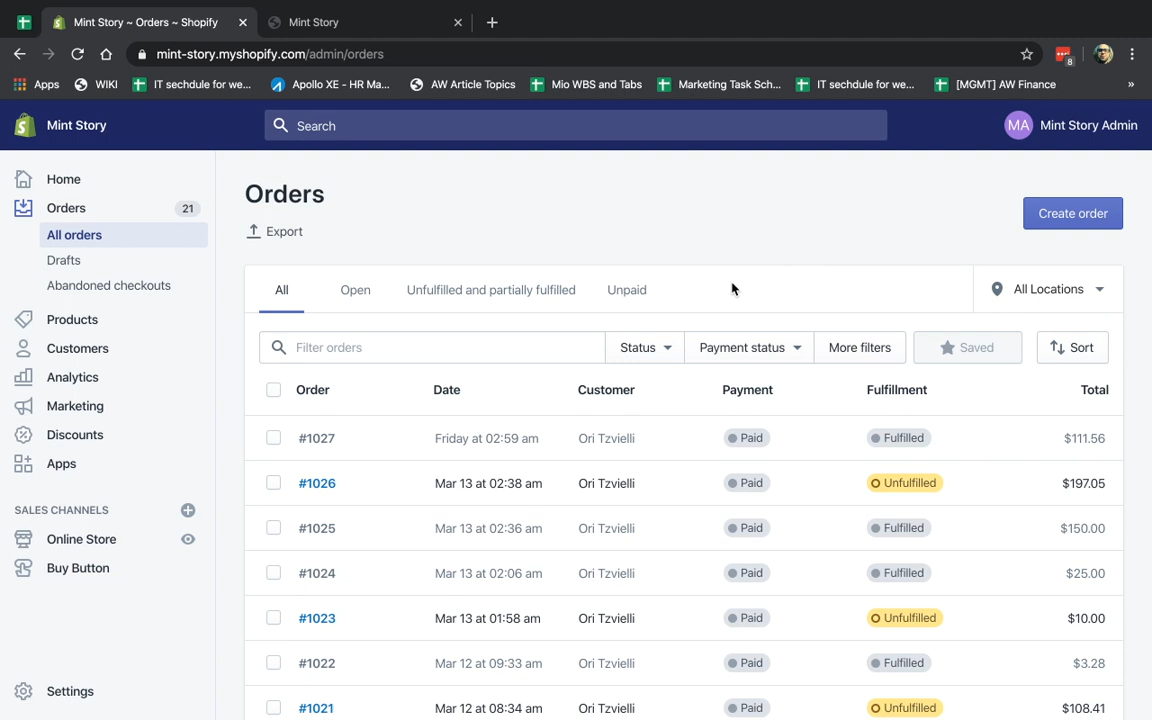 Mint Story ~ Orders ~ Shopify
Mint Story
mint-story.myshopify.com/admin/orders
8
Apps
WIKI
IT sechdule for we...
Apollo XE - HR Ma...
AW Article Topics
Mio WBS and Tabs
Marketing Task Sch...
IT sechdule for we...
[MGMT] AW Finance
»
Mint Story
Search
MA Mint Story Admin
Home
Orders 21
All orders
Drafts
Abandoned checkouts
Products
Customers
Analytics
Marketing
Discounts
Apps
SALES CHANNELS
Online Store
Buy Button
Settings
Orders
Export
Create order
All Open Unfulfilled and partially fulfilled Unpaid
All Locations
Filter orders Status Payment status More filters Saved Sort
Order Date Customer Payment Fulfillment Total
#1027 Friday at 02:59 am Ori Tzvielli Paid Fulfilled $111.56
#1026 Mar 13 at 02:38 am Ori Tzvielli Paid Unfulfilled $197.05
#1025 Mar 13 at 02:36 am Ori Tzvielli Paid Fulfilled $150.00
#1024 Mar 13 at 02:06 am Ori Tzvielli Paid Fulfilled $25.00
#1023 Mar 13 at 01:58 am Ori Tzvielli Paid Unfulfilled $10.00
#1022 Mar 12 at 09:33 am Ori Tzvielli Paid Fulfilled $3.28
#1021 Mar 12 at 08:34 am Ori Tzvielli Paid Unfulfilled $108.41